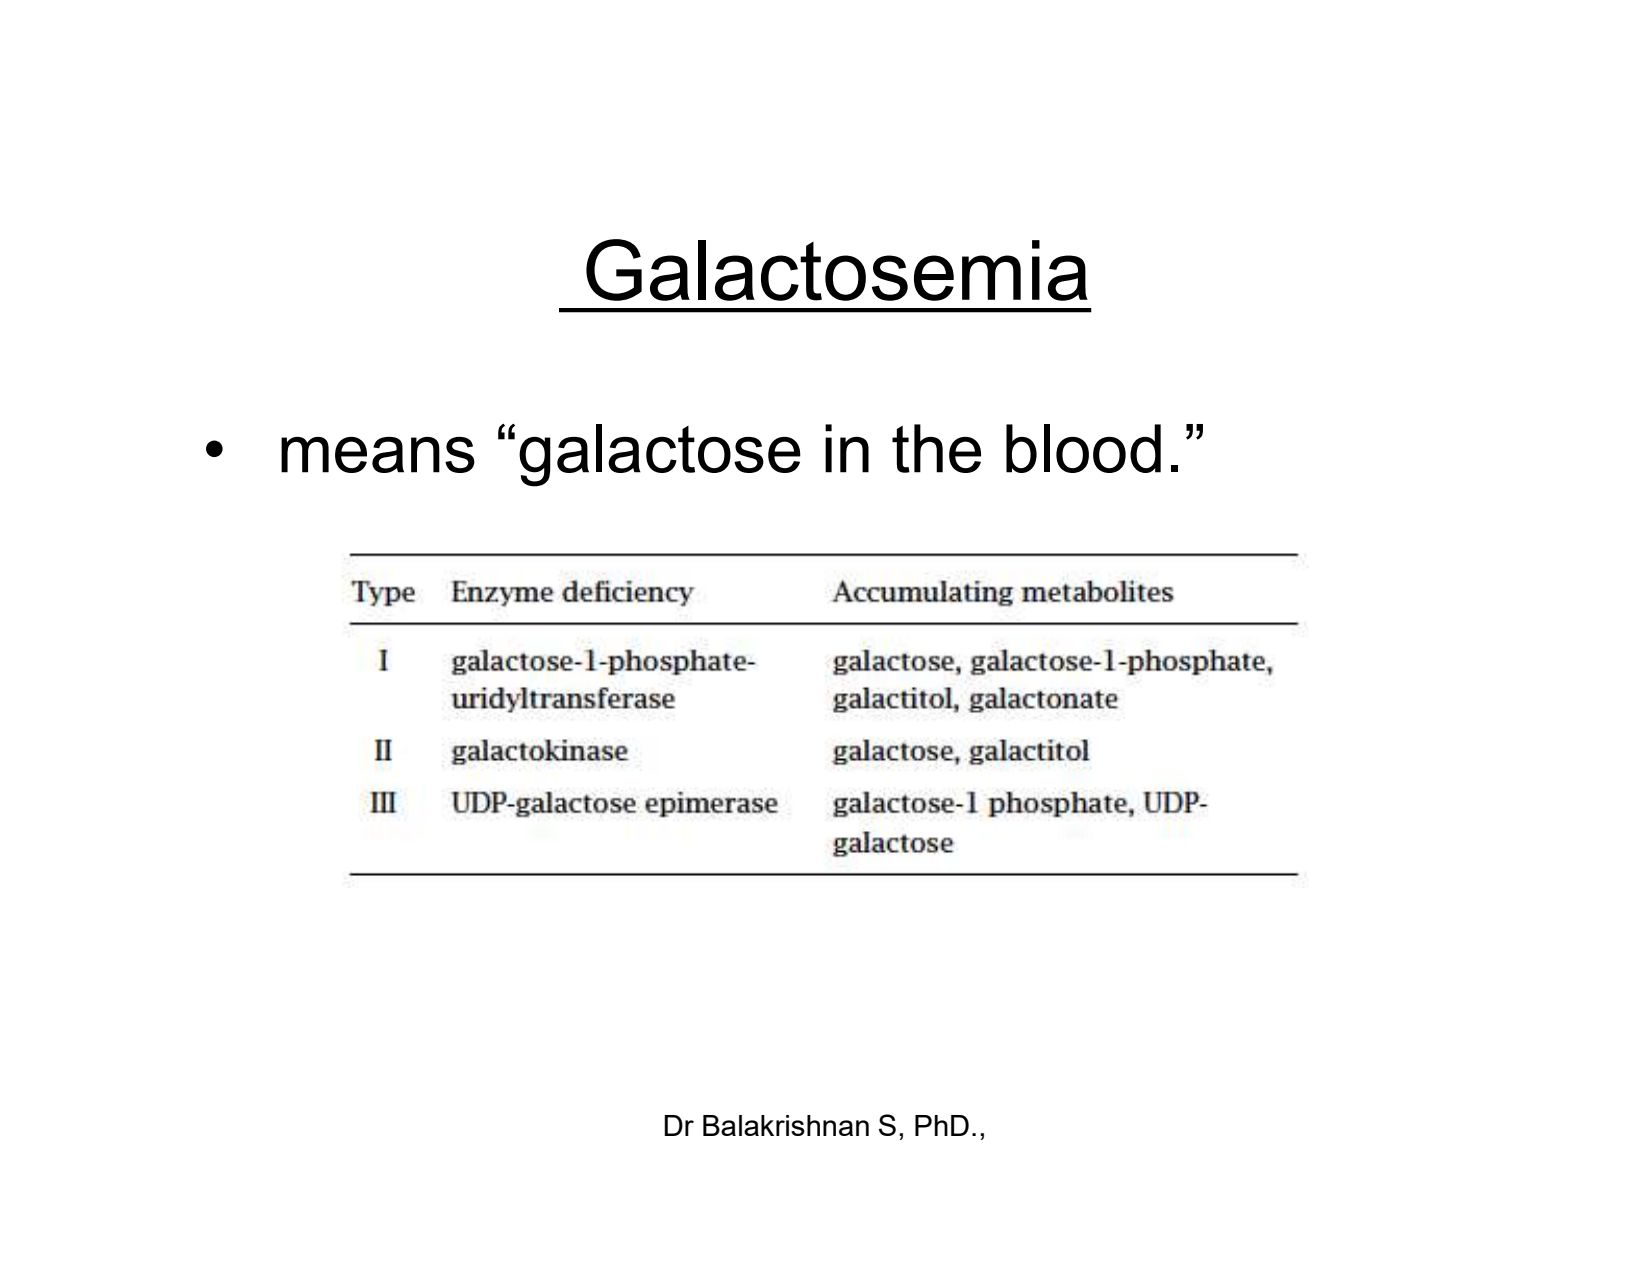 Galactosemia
• means “galactose in the blood.”
Type Enzyme deficiency Accumulating metabolites
I galactose-1-phosphate- galactose, galactose-1-phosphate,
uridyltransferase galactitol, galactonate
II galactokinase galactose, galactitol
III UDP-galactose epimerase galactose-1 phosphate, UDP-
galactose
Dr Balakrishnan S, PhD.,